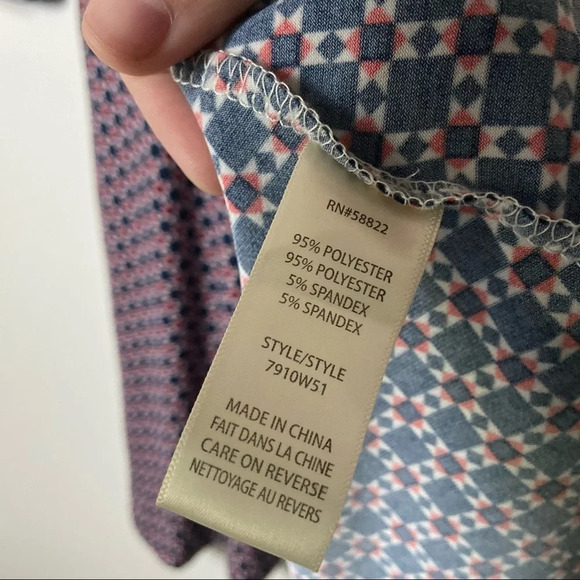 RN#58822
95% POLYESTER
95% POLYESTER
5% SPANDEX
5% SPANDEX
STYLE/STYLE
7910W51
MADE IN CHINA
FAIT DANS LA CHINE
CARE ON REVERSE
NETTOYAGE AU REVERS